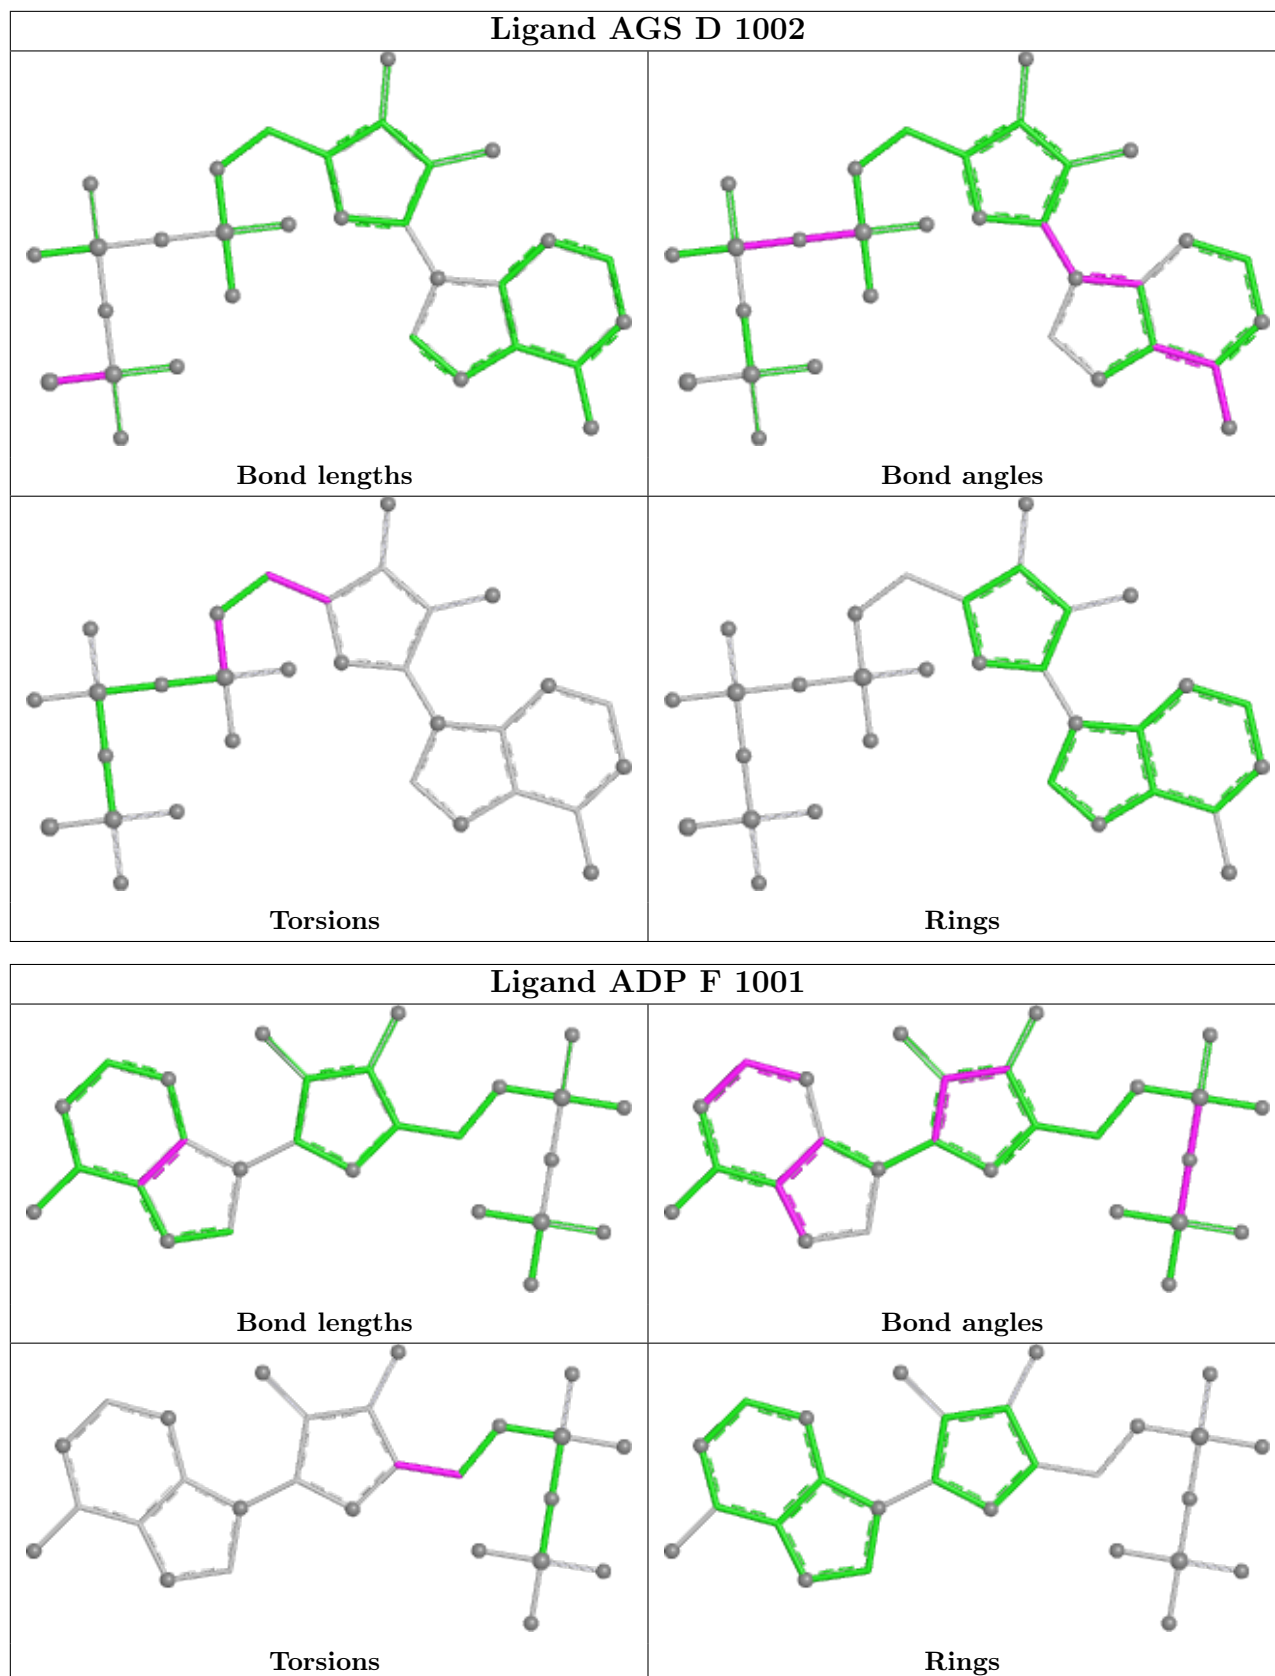 Ligand AGS D 1002
Bond lengths
Bond angles
Torsions
Rings
Ligand ADP F 1001
Bond lengths
Bond angles
Torsions
Rings